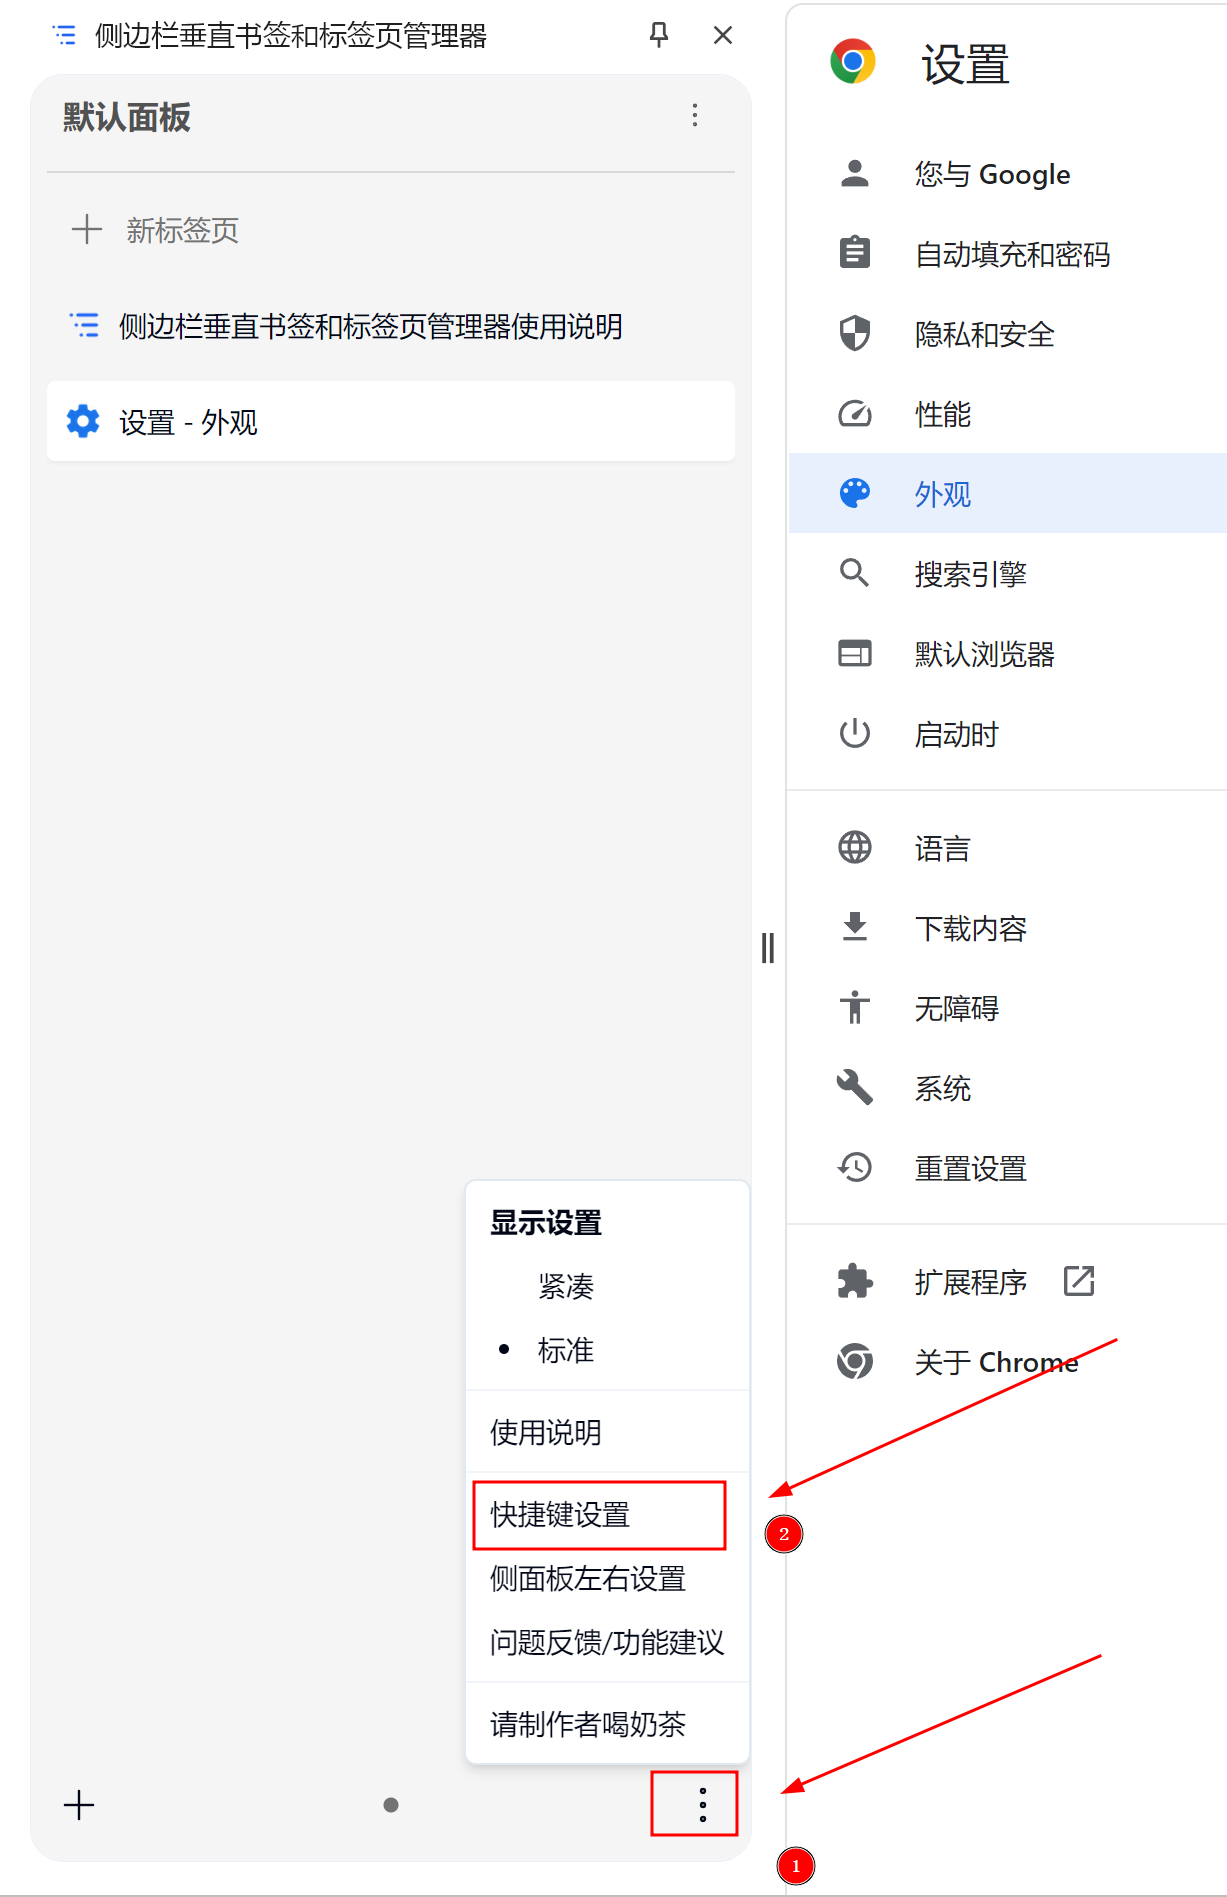 侧边栏垂直书签和标签页管理器
默认面板
新标签页
侧边栏垂直书签和标签页管理器使用说明
设置 - 外观
显示设置
紧凑
标准
使用说明
快捷键设置
侧面板左右设置
问题反馈/功能建议
请制作者喝奶茶
设置
您与 Google
自动填充和密码
隐私和安全
性能
外观
搜索引擎
默认浏览器
启动时
语言
下载内容
无障碍
系统
重置设置
扩展程序
关于 Chrome
2
1